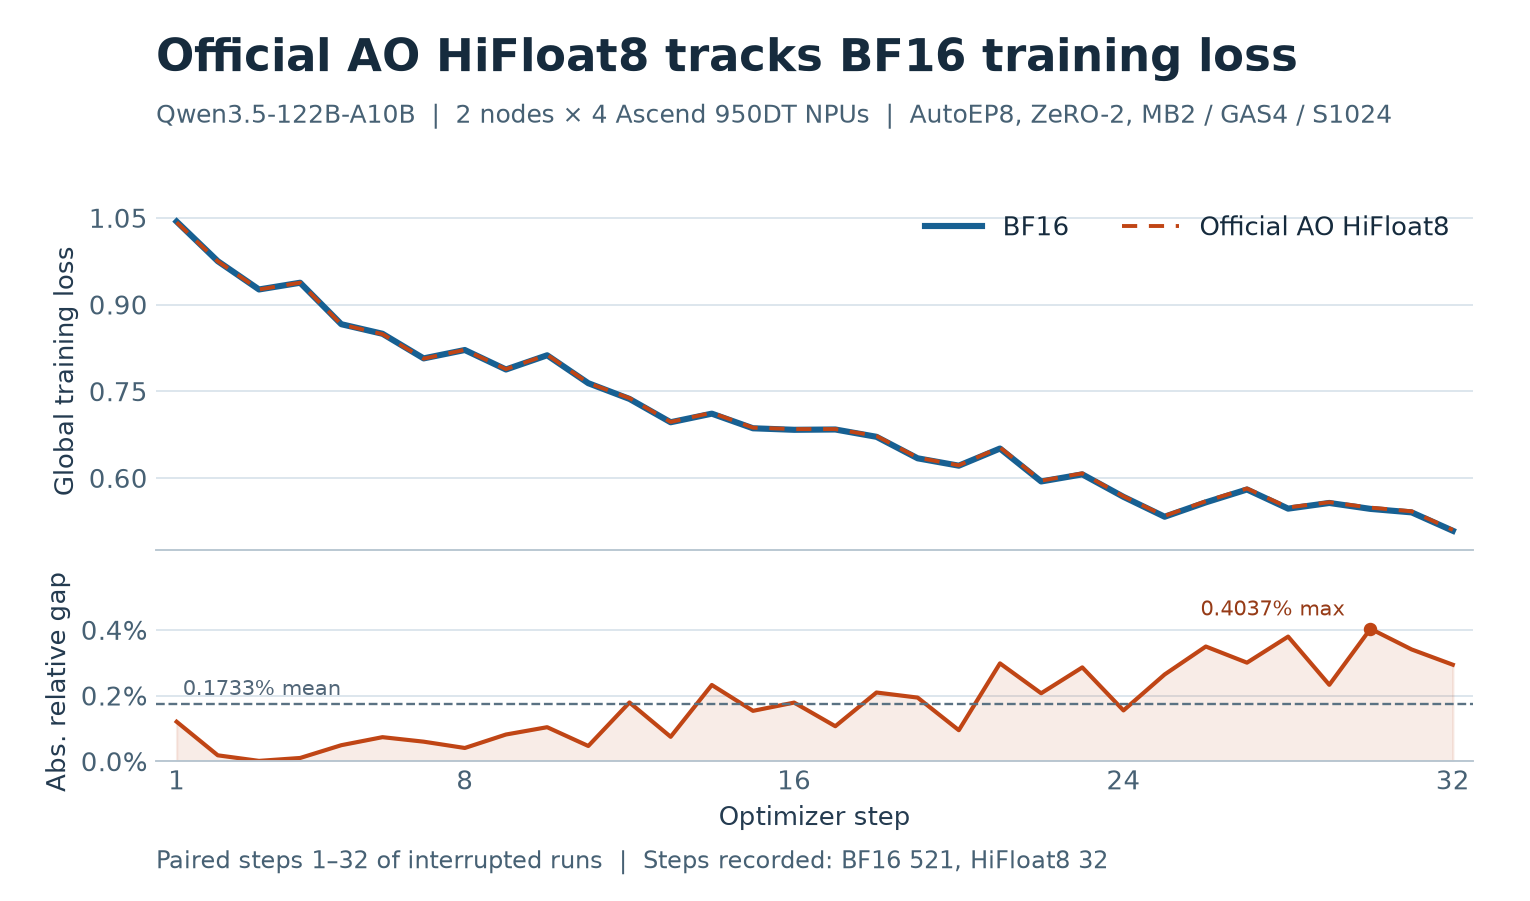 Official AO HiFloat8 tracks BF16 training loss
Qwen3.5-122B-A10B | 2 nodes × 4 Ascend 950DT NPUs | AutoEP8, ZeRO-2, MB2 / GAS4 / S1024
Global training loss
1.05
0.90
0.75
0.60
BF16
Official AO HiFloat8
Abs. relative gap
0.4%
0.2%
0.0%
0.1733% mean
0.4037% max
1
8
16
24
32
Optimizer step
Paired steps 1–32 of interrupted runs | Steps recorded: BF16 521, HiFloat8 32